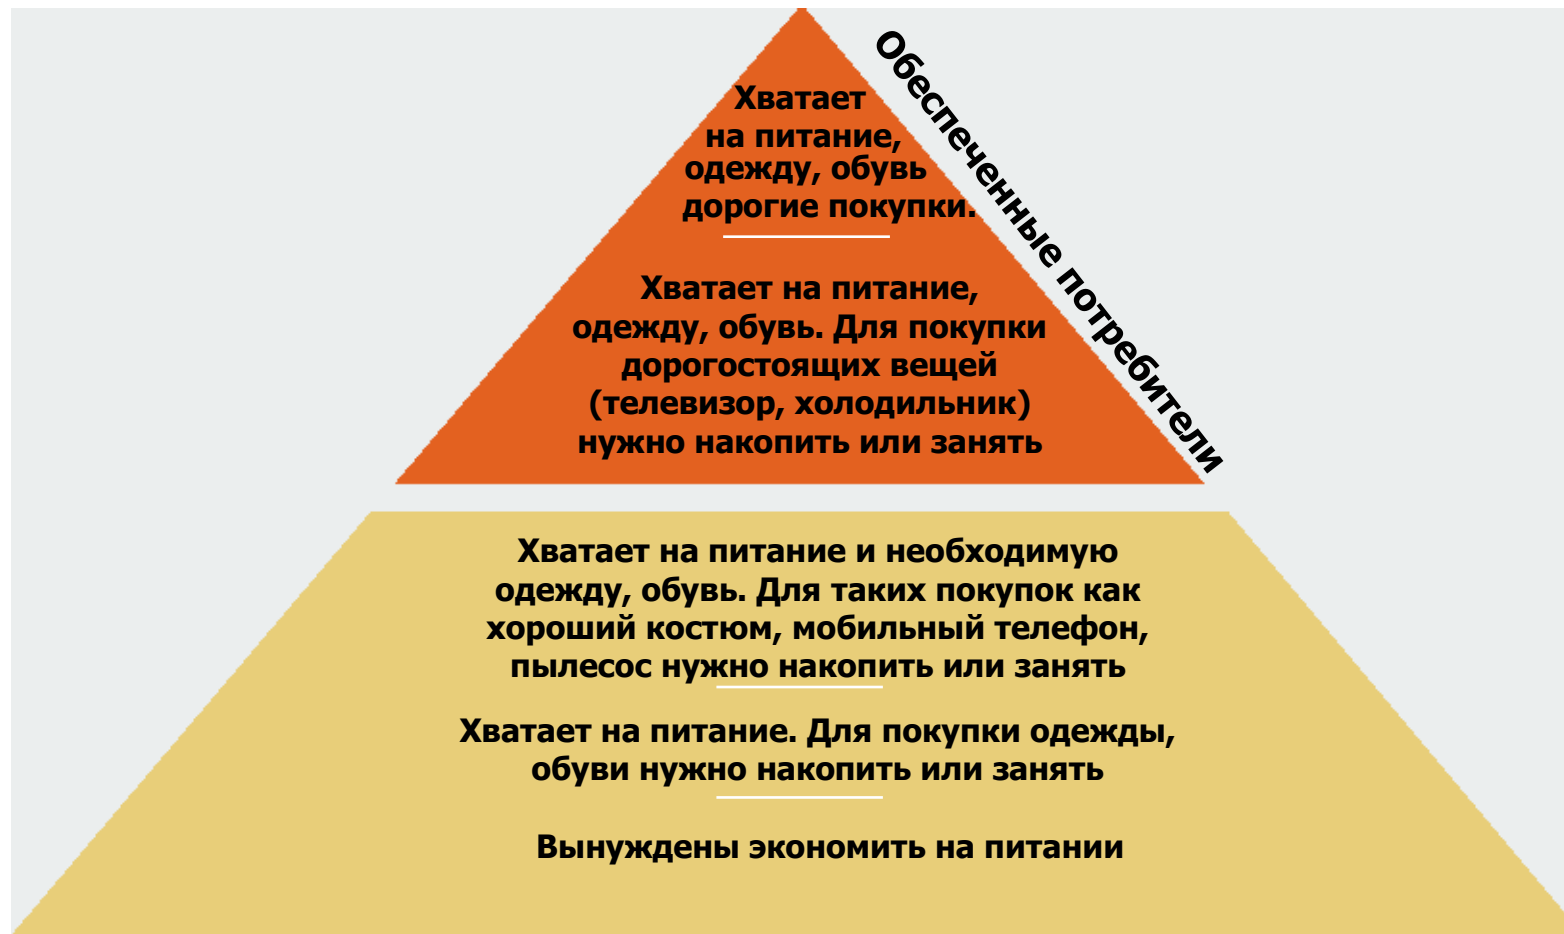 Обеспеченные потребители
Хватает
на питание,
одежду, обувь
дорогие покупки.
Хватает на питание,
одежду, обувь. Для покупки
дорогостоящих вещей
(телевизор, холодильник)
нужно накопить или занять
Хватает на питание и необходимую
одежду, обувь. Для таких покупок как
хороший костюм, мобильный телефон,
пылесос нужно накопить или занять
Хватает на питание. Для покупки одежды,
обуви нужно накопить или занять
Вынуждены экономить на питании